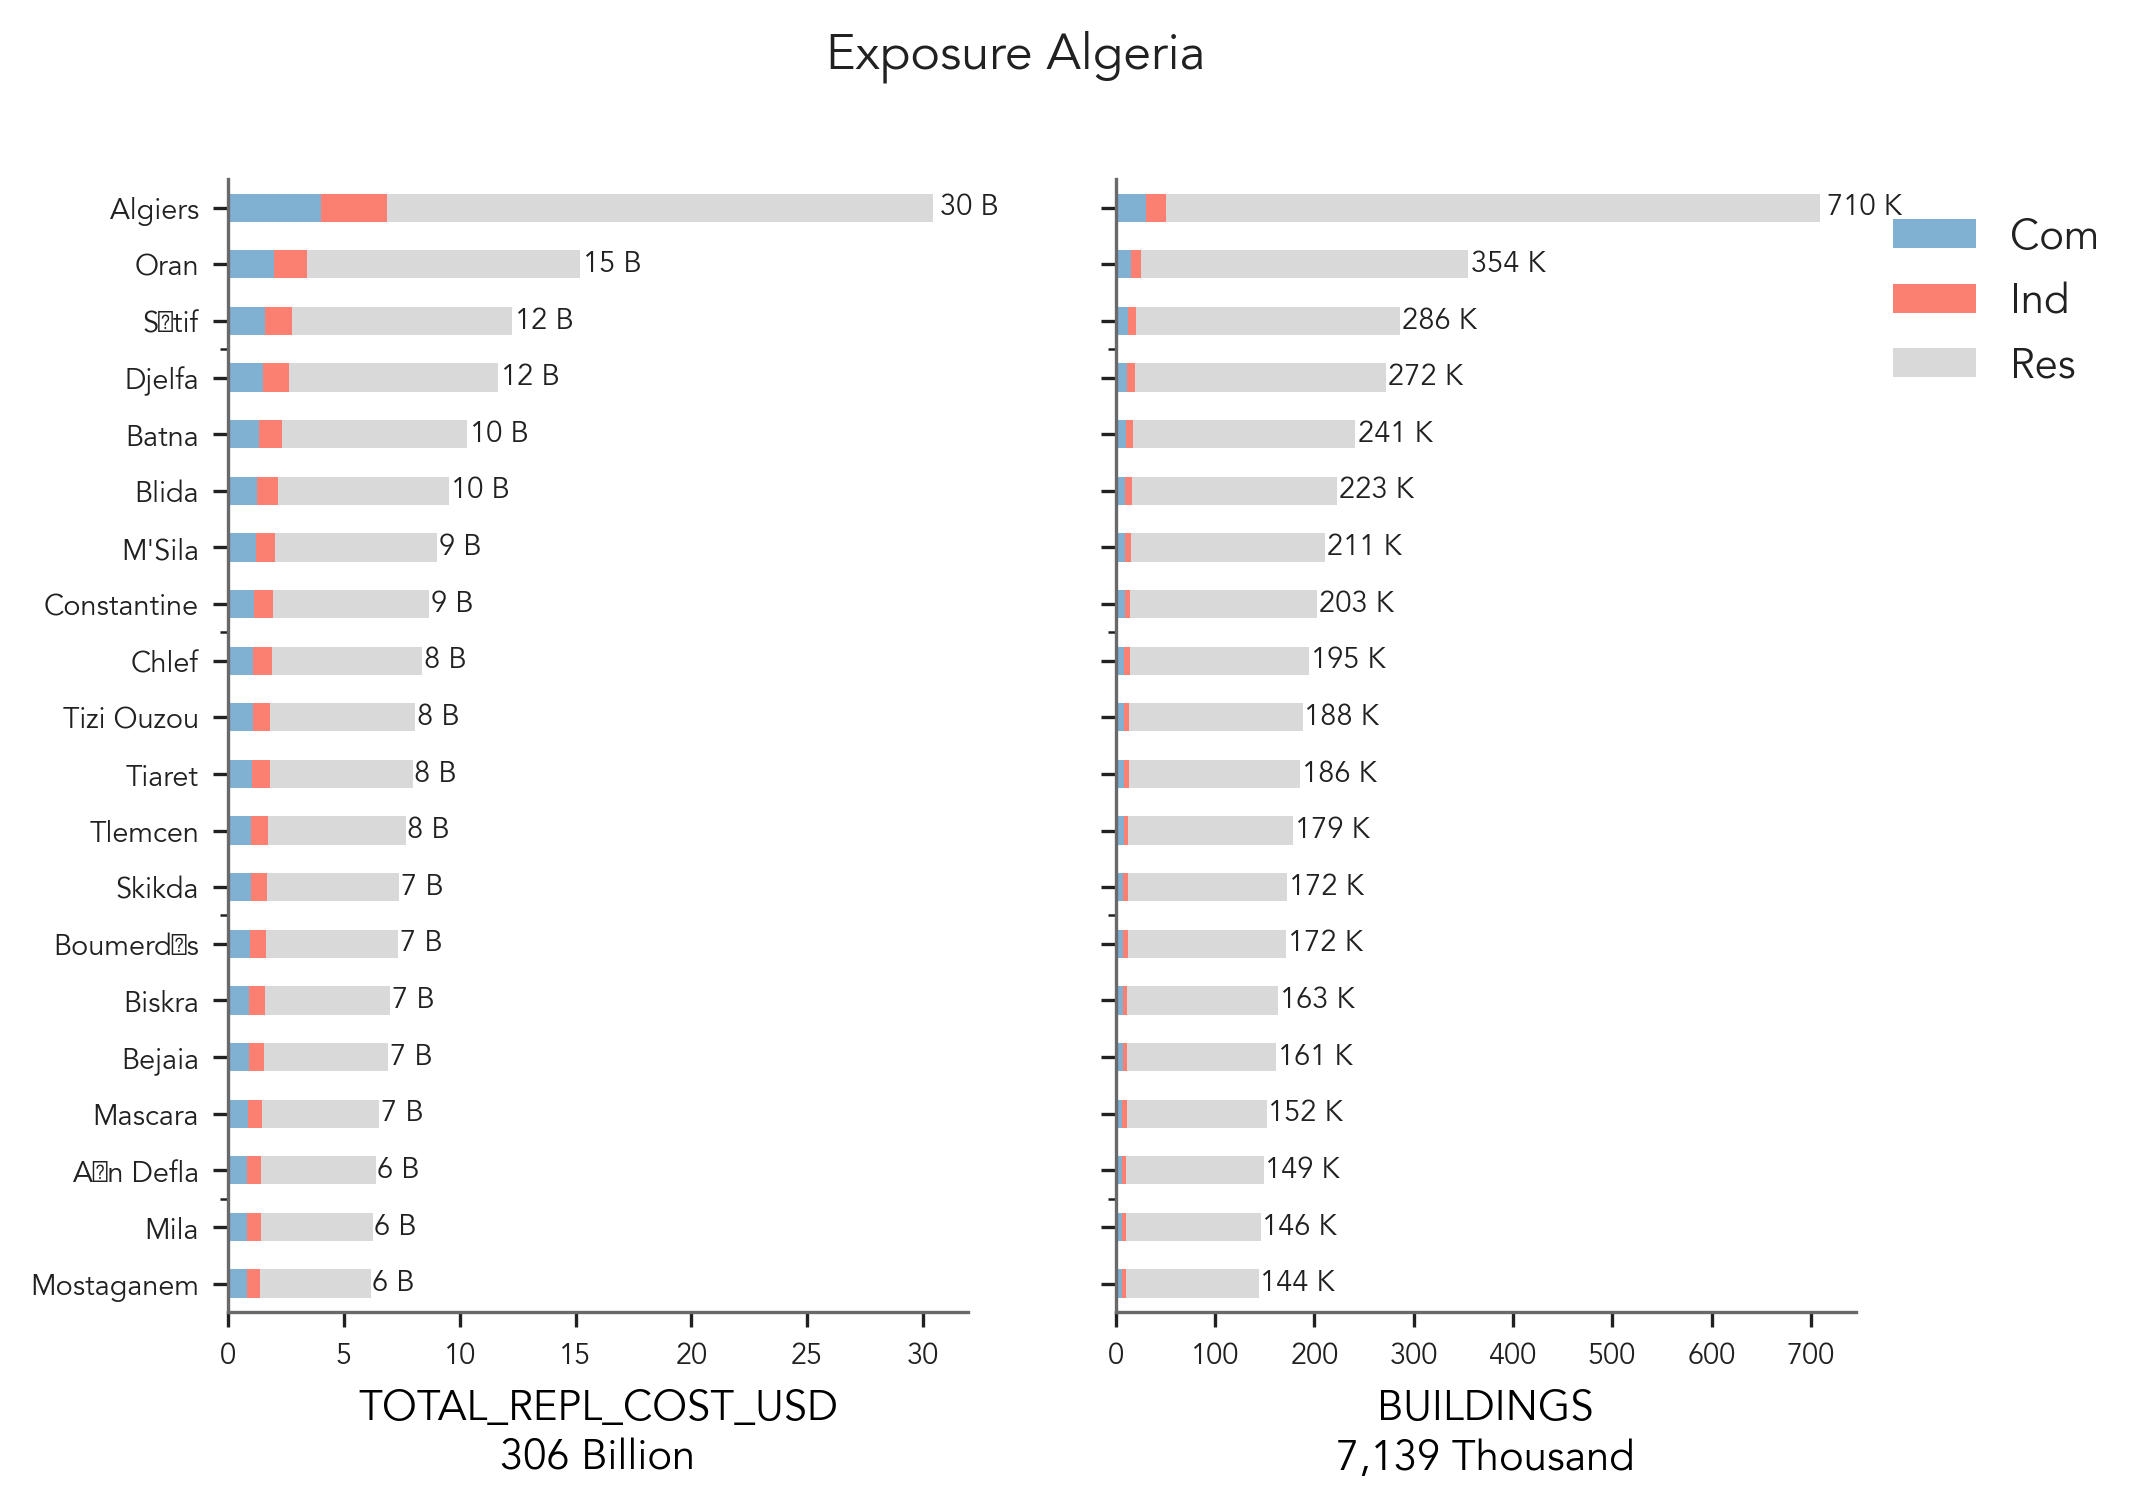 Exposure Algeria
Algiers 30 B 710 K
Oran 15 B 354 K
S⍰tif 12 B 286 K
Djelfa 12 B 272 K
Batna 10 B 241 K
Blida 10 B 223 K
M'Sila 9 B 211 K
Constantine 9 B 203 K
Chlef 8 B 195 K
Tizi Ouzou 8 B 188 K
Tiaret 8 B 186 K
Tlemcen 8 B 179 K
Skikda 7 B 172 K
Boumerd⍰s 7 B 172 K
Biskra 7 B 163 K
Bejaia 7 B 161 K
Mascara 7 B 152 K
A⍰n Defla 6 B 149 K
Mila 6 B 146 K
Mostaganem 6 B 144 K
0 5 10 15 20 25 30
TOTAL_REPL_COST_USD
306 Billion
0 100 200 300 400 500 600 700
BUILDINGS
7,139 Thousand
Com
Ind
Res